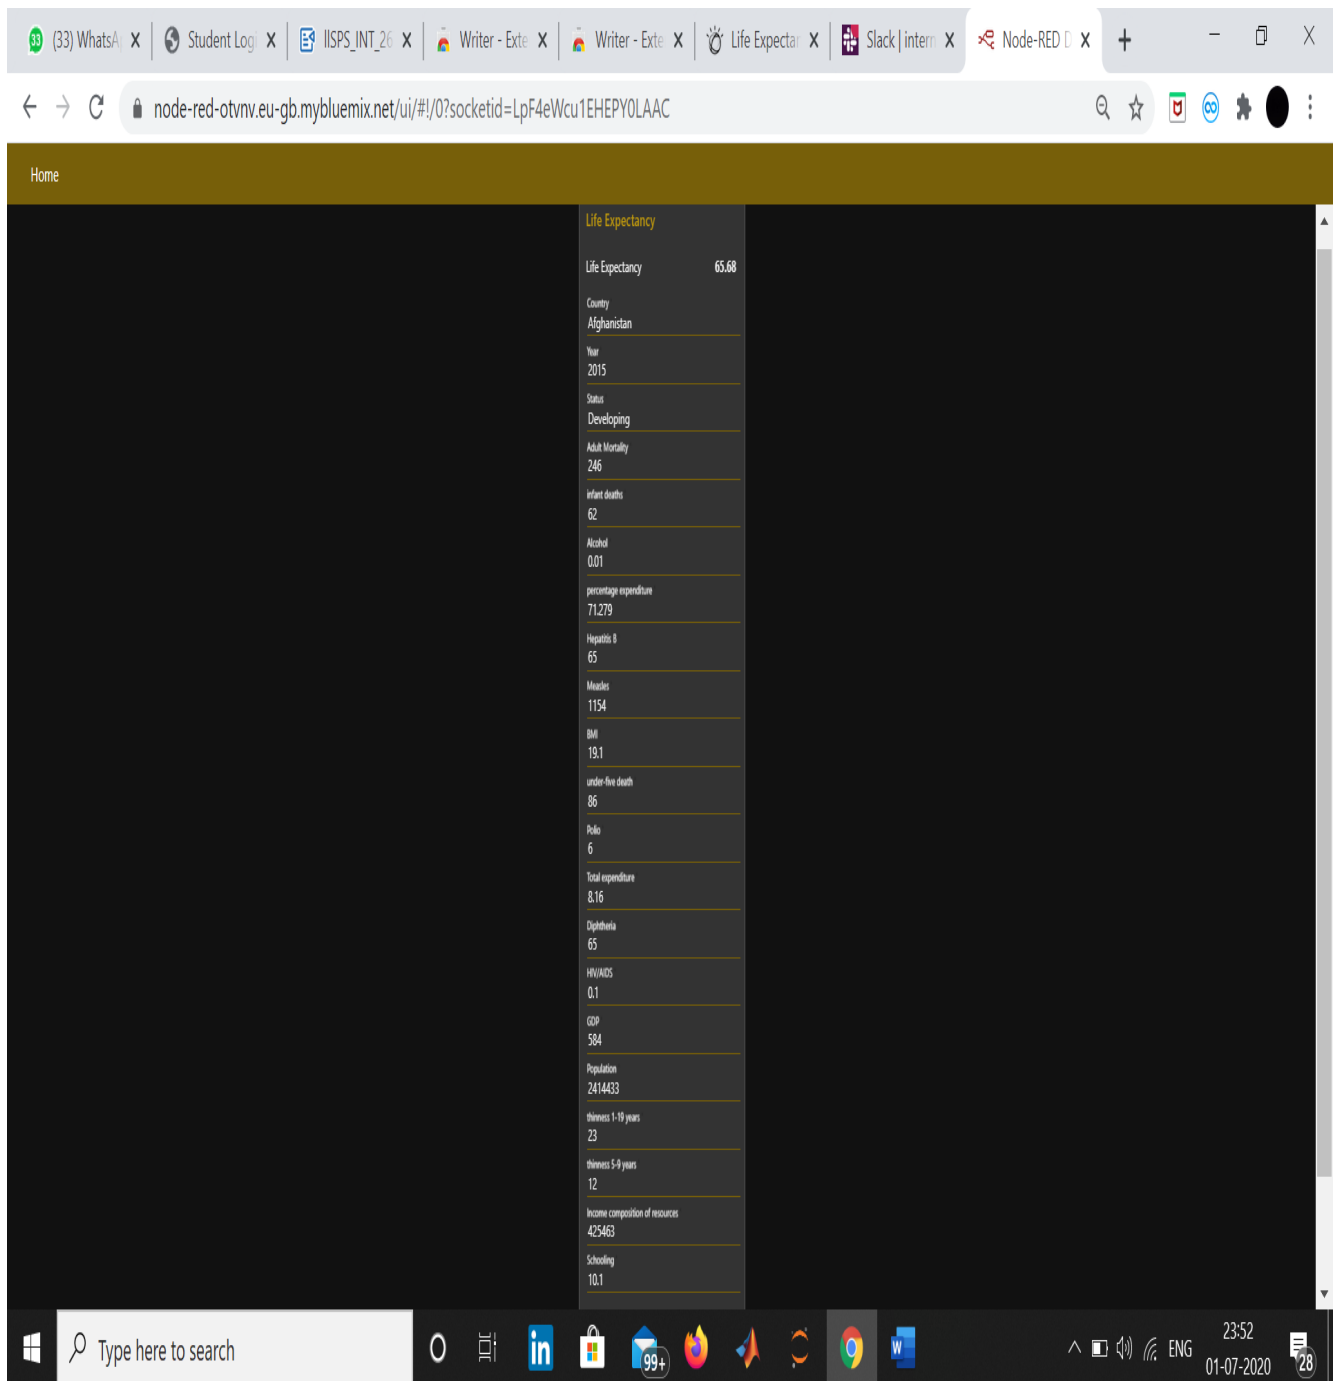 33 (33) WhatsA
Student Logi
IISPS_INT_26
Writer - Exte
Writer - Exte
Life Expectan
Slack | intern
Node-RED D
node-red-otvnv.eu-gb.mybluemix.net/ui/#!/0?socketid=LpF4eWcu1EHEPY0LAAC
Home
Life Expectancy
Life Expectancy 65.68
Country
Afghanistan
Year
2015
Status
Developing
Adult Mortality
246
infant deaths
62
Alcohol
0.01
percentage expenditure
71.279
Hepatitis B
65
Measles
1154
BMI
19.1
under-five death
86
Polio
6
Total expenditure
8.16
Diphtheria
65
HIV/AIDS
0.1
GDP
584
Population
2414433
thinness 1-19 years
23
thinness 5-9 years
12
Income composition of resources
425463
Schooling
10.1
Type here to search
in
99+
W
ENG
23:52
01-07-2020
28